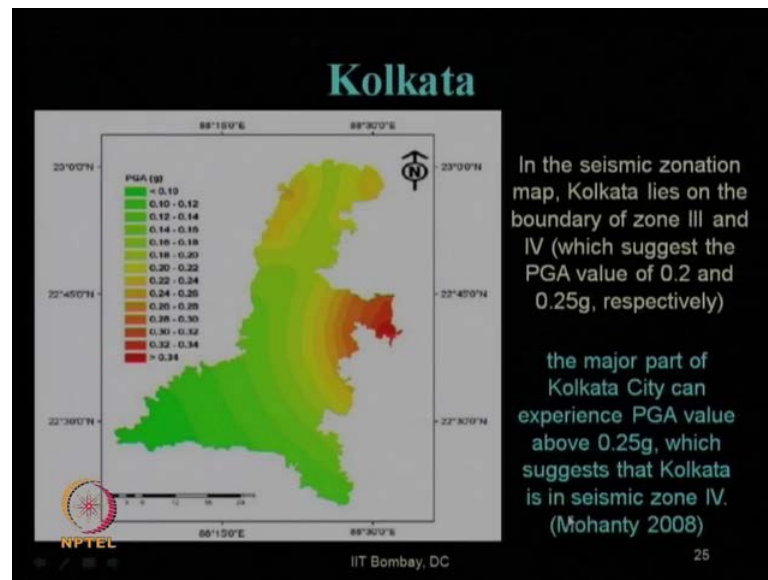 Kolkata
88°15'0"E 88°30'0"E
23°0'0"N 23°0'0"N
PGA (g)
< 0.10
0.10 - 0.12
0.12 - 0.14
0.14 - 0.16
0.16 - 0.18
0.18 - 0.20
0.20 - 0.22
0.22 - 0.24
0.24 - 0.26
0.26 - 0.28
0.28 - 0.30
0.30 - 0.32
0.32 - 0.34
> 0.34
N
22°45'0"N 22°45'0"N
22°30'0"N 22°30'0"N
88°15'0"E 88°30'0"E
In the seismic zonation
map, Kolkata lies on the
boundary of zone III and
IV (which suggest the
PGA value of 0.2 and
0.25g, respectively)
the major part of
Kolkata City can
experience PGA value
above 0.25g, which
suggests that Kolkata
is in seismic zone IV.
(Mohanty 2008)
NPTEL
IIT Bombay, DC
25